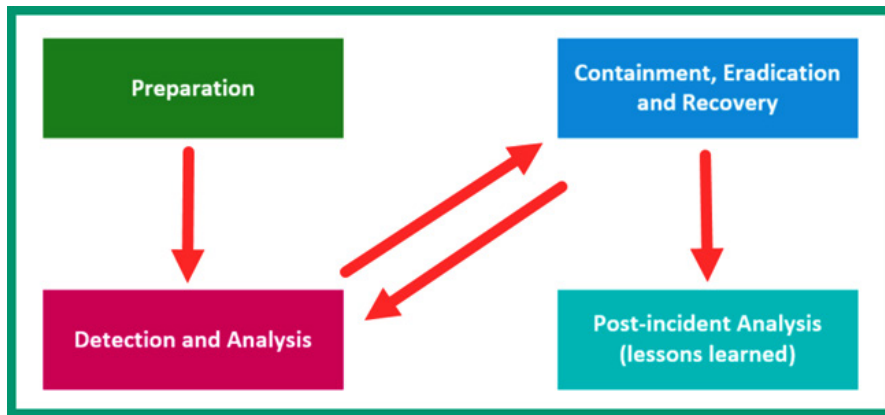 Preparation
Containment, Eradication
and Recovery
Detection and Analysis
Post-incident Analysis
(lessons learned)